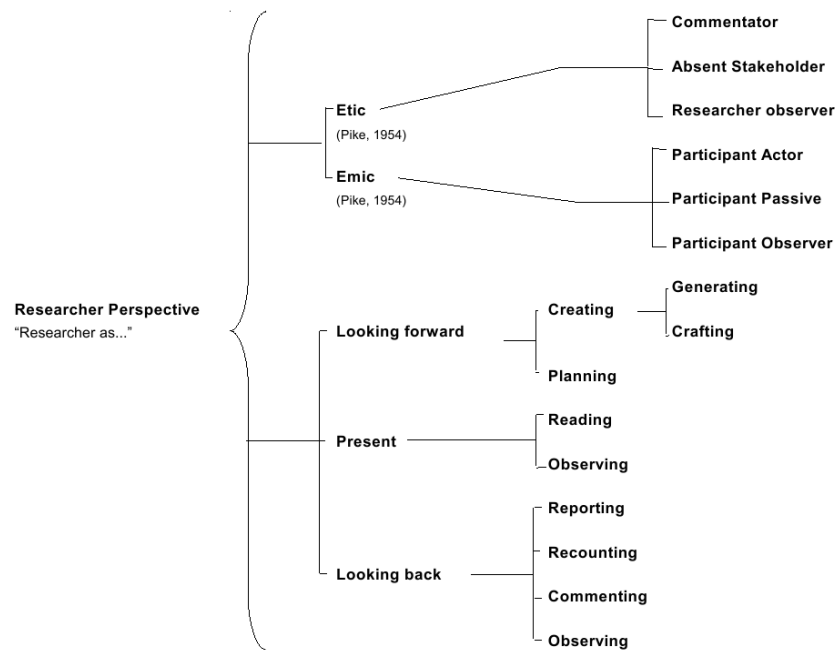 Commentator
Absent Stakeholder
Etic
Researcher observer
(Pike, 1954)
Participant Actor
Emic
(Pike, 1954)
Participant Passive
Participant Observer
Generating
Researcher Perspective
Creating
"Researcher as..."
Looking forward
Crafting
Planning
Reading
Present
Observing
Reporting
Recounting
Looking back
Commenting
Observing